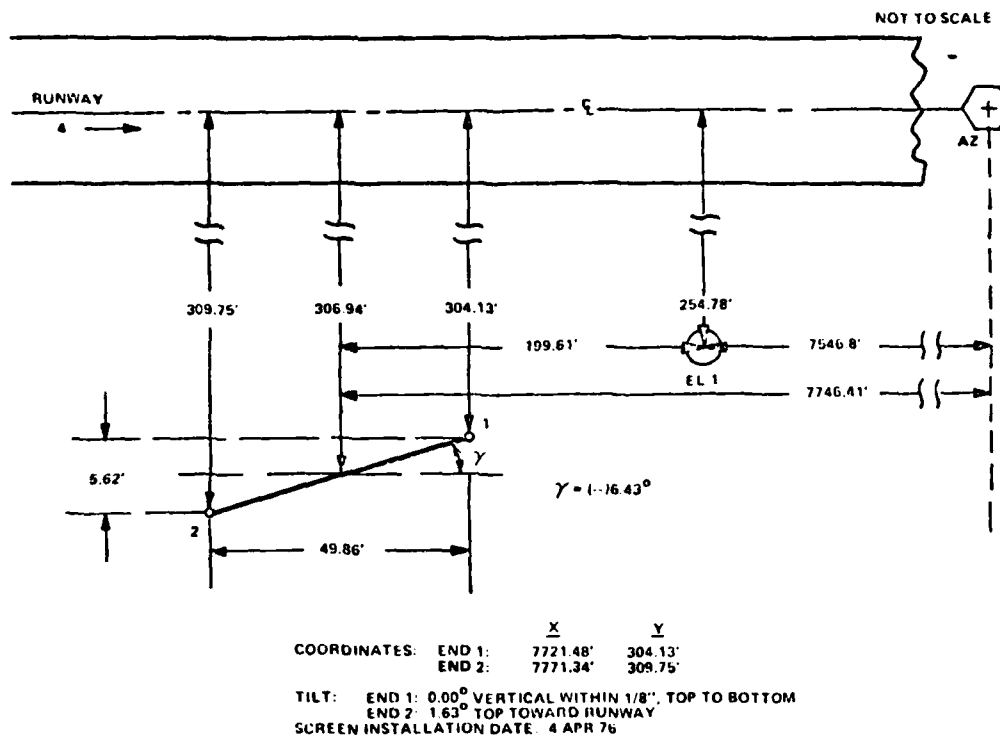 NOT TO SCALE
RUNWAY
4
℄
AZ
309.75'
306.94'
304.13'
254.78'
199.61'
7546.8'
EL 1
7746.41'
1
γ
5.62'
γ = (-)6.43°
2
49.86'
X Y
COORDINATES: END 1: 7721.48' 304.13'
END 2: 7771.34' 309.75'
TILT: END 1: 0.00° VERTICAL WITHIN 1/8", TOP TO BOTTOM
END 2: 1.63° TOP TOWARD RUNWAY
SCREEN INSTALLATION DATE: 4 APR 76